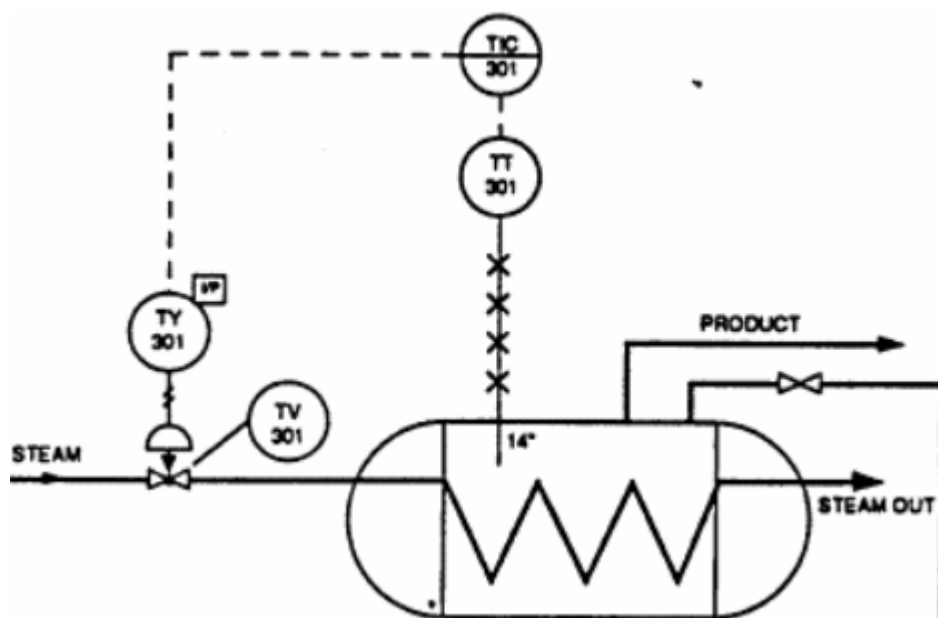 TIC
301
TT
301
I/P
TY
301
PRODUCT
TV
301
14"
STEAM
STEAM OUT